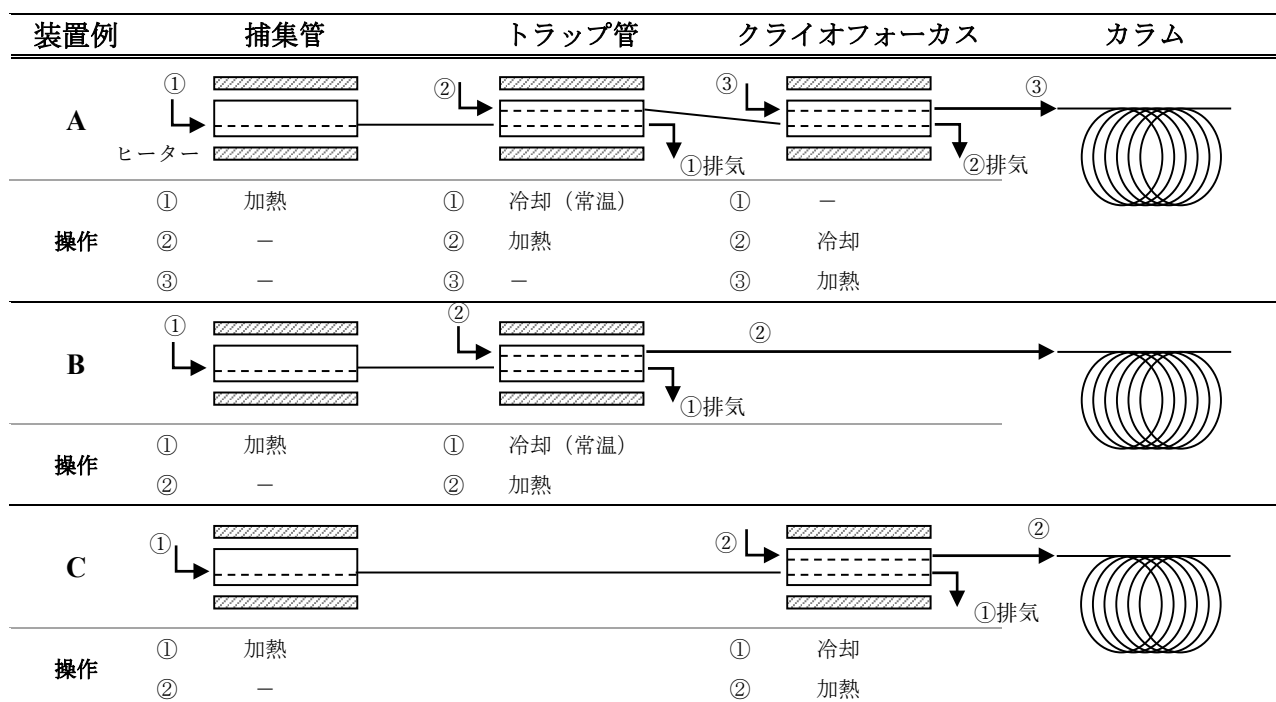 装置例 捕集管 トラップ管 クライオフォーカス カラム
① ② ③ ③
A
ヒーター ①排気 ②排気
① 加熱 ① 冷却（常温） ① －
操作 ② － ② 加熱 ② 冷却
③ － ③ － ③ 加熱
① ② ②
B
①排気
① 加熱 ① 冷却（常温）
操作
② － ② 加熱
① ② ②
C
①排気
① 加熱 ① 冷却
操作
② － ② 加熱